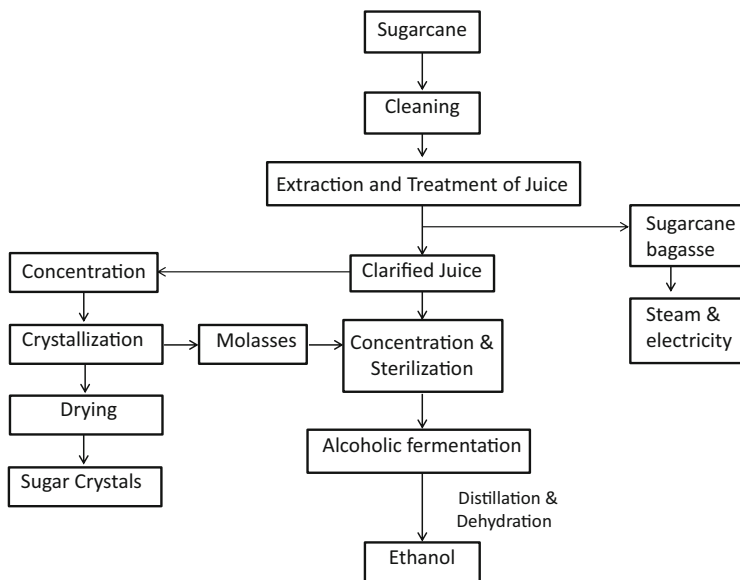 Sugarcane
Cleaning
Extraction and Treatment of Juice
Sugarcane
bagasse
Concentration
Clarified Juice
Steam &
electricity
Crystallization
Molasses
Concentration &
Sterilization
Drying
Alcoholic fermentation
Sugar Crystals
Distillation &
Dehydration
Ethanol